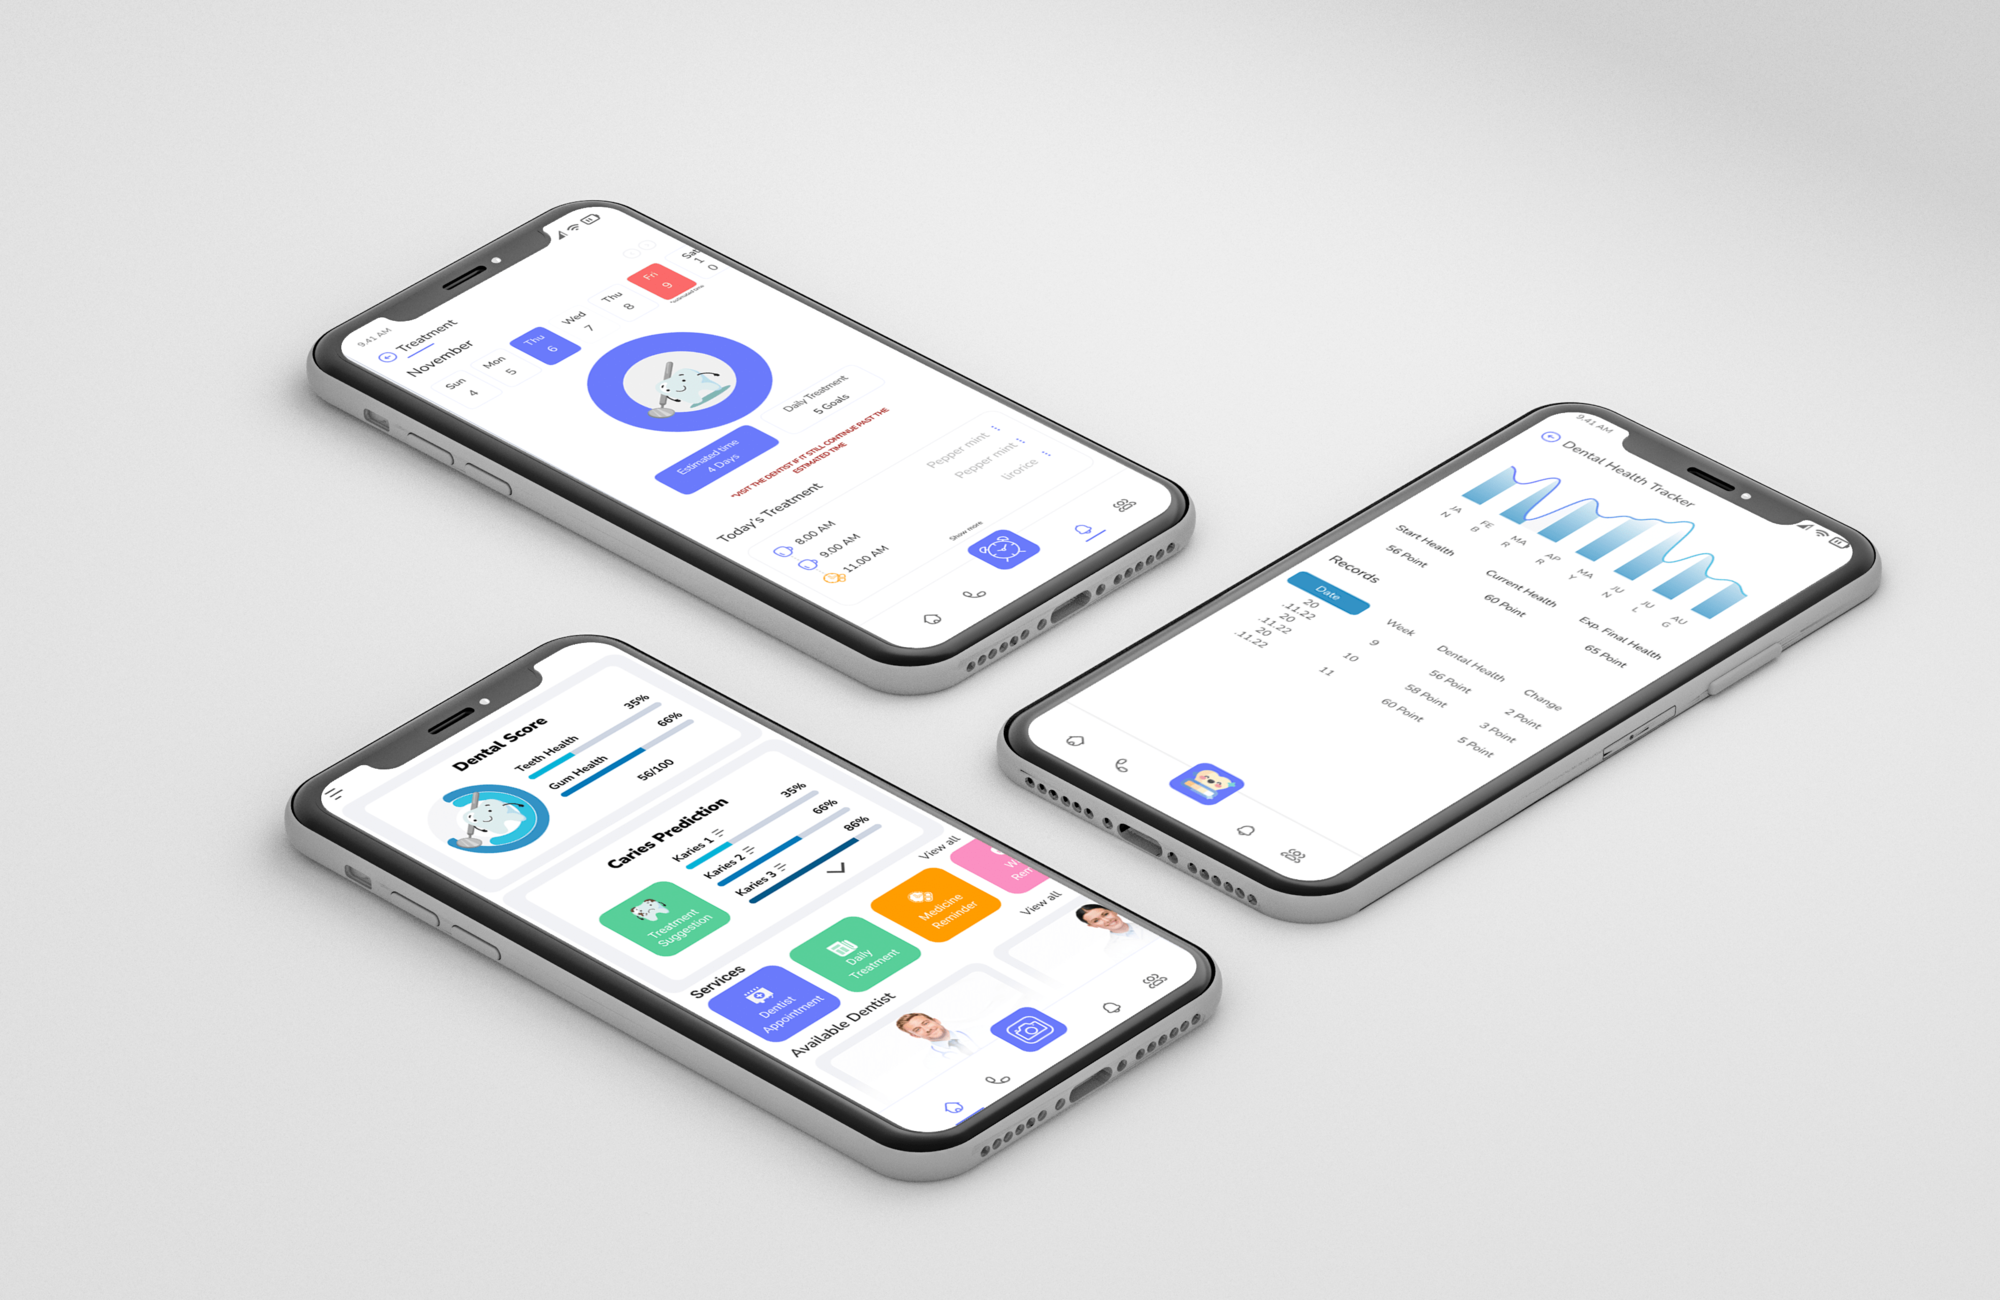 9.41 AM
Treatment
November
Sun
4
Mon
5
Thu
6
Wed
7
Thu
8
Fri
9
Sat
1
0
Estimated time
4 Days
Daily Treatment
5 Goals
*VISIT THE DENTIST IF IT STILL CONTINUE PAST THE
ESTIMATED TIME
Today's Treatment
8.00 AM
Pepper mint
9.00 AM
Pepper mint
11.00 AM
lirorice
Show more
9.41 AM
Dental Health Tracker
JA
N
FE
B
MA
R
AP
R
MA
Y
JU
N
JU
L
AU
G
Start Health
56 Point
Current Health
60 Point
Exp. Final Health
65 Point
Records
Date
Week
Dental Health
Change
20
.11.22
9
56 Point
2 Point
20
.11.22
10
58 Point
3 Point
20
.11.22
11
60 Point
5 Point
Dental Score
Teeth Health
35%
Gum Health
66%
56/100
Caries Prediction
Karies 1
35%
Karies 2
66%
Karies 3
86%
Treatment
Suggestion
Services
View all
Dentist
Appointment
Daily
Treatment
Medicine
Reminder
W
Rem
Available Dentist
View all